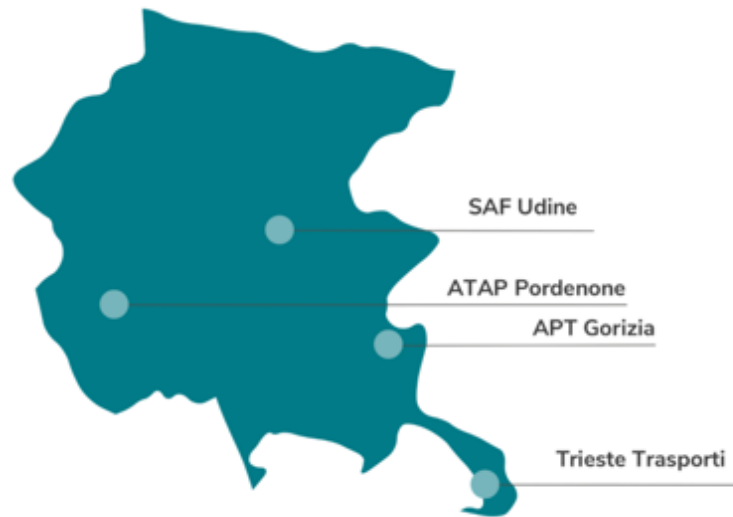 SAF Udine
ATAP Pordenone
APT Gorizia
Trieste Trasporti